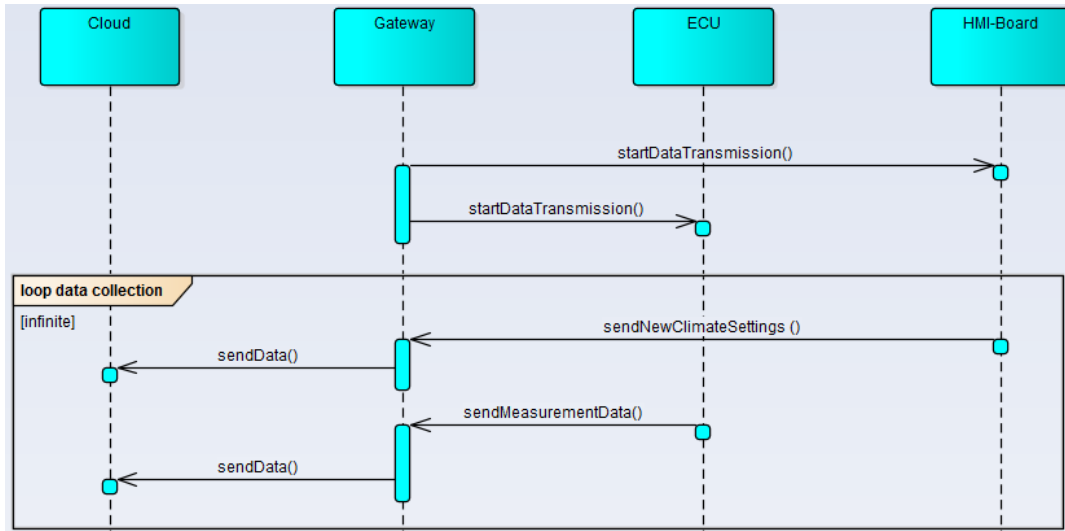 Cloud
Gateway
ECU
HMI-Board
startDataTransmission()
startDataTransmission()
loop data collection
[infinite]
sendNewClimateSettings ()
sendData()
sendMeasurementData()
sendData()